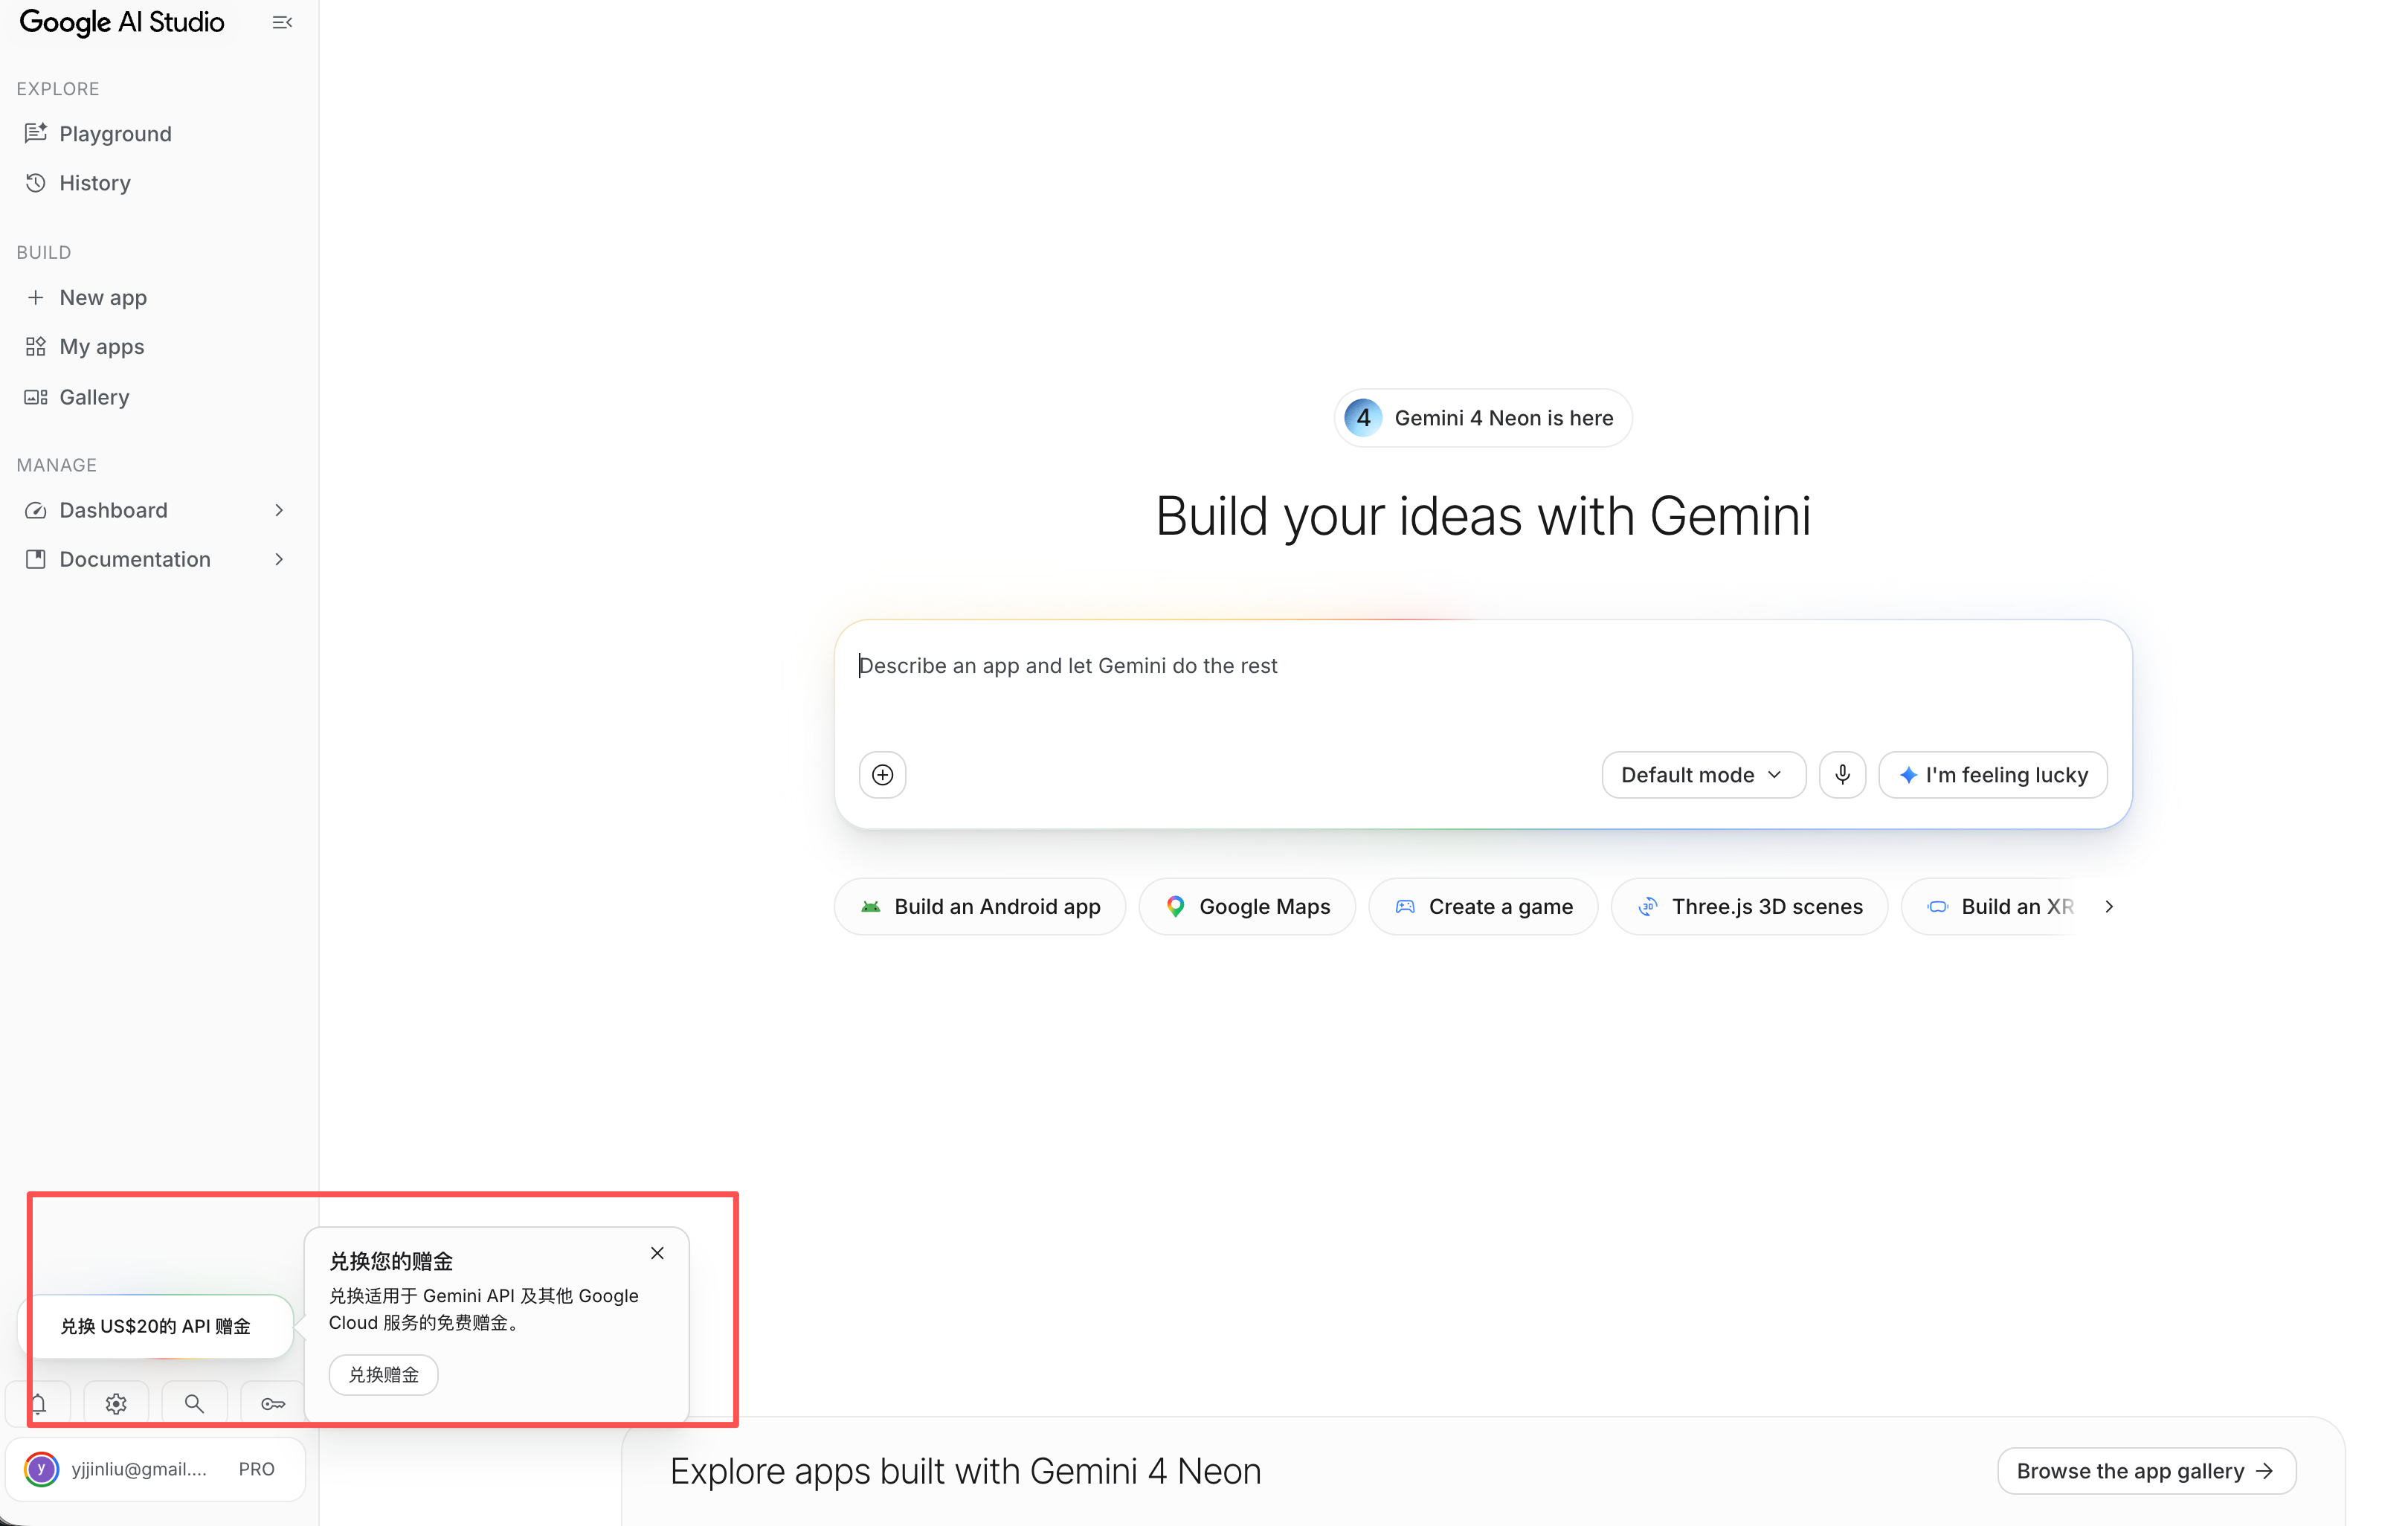 Google AI Studio
EXPLORE
Playground
History
BUILD
New app
My apps
Gallery
MANAGE
Dashboard
Documentation
4 Gemini 4 Neon is here
Build your ideas with Gemini
Describe an app and let Gemini do the rest
Default mode
I'm feeling lucky
Build an Android app
Google Maps
Create a game
3D Three.js 3D scenes
Build an XR
兑换 US$20的 API 赠金
兑换您的赠金
兑换适用于 Gemini API 及其他 Google
Cloud 服务的免费赠金。
兑换赠金
y yjjinliu@gmail.... PRO
Explore apps built with Gemini 4 Neon
Browse the app gallery